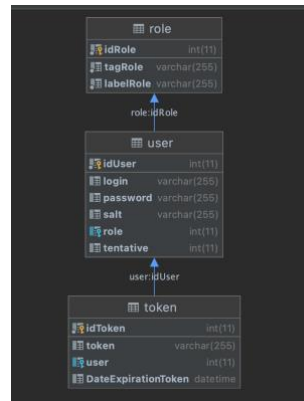 role
idRole int(11)
tagRole varchar(255)
labelRole varchar(255)
role:idRole
user
idUser int(11)
login varchar(255)
password varchar(255)
salt varchar(255)
role int(11)
tentative int(11)
user:idUser
token
idToken int(11)
token varchar(255)
user int(11)
DateExpirationToken datetime